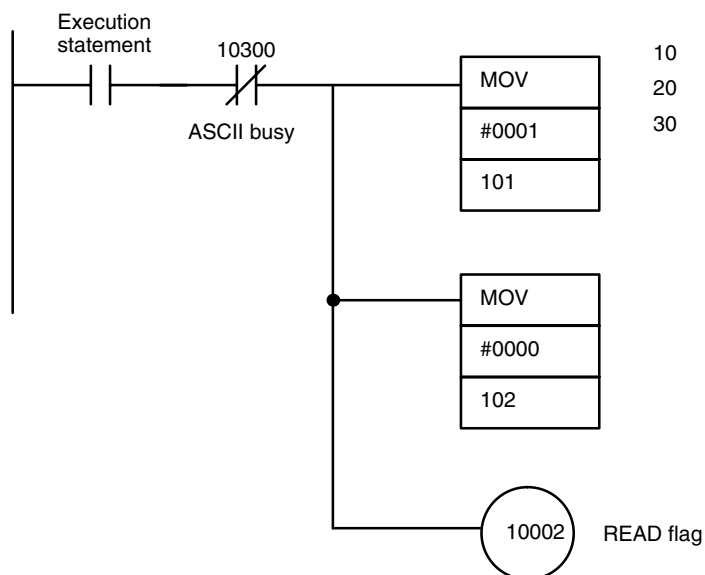 Execution
statement
10300
ASCII busy
MOV
#0001
101
10
20
30
MOV
#0000
102
10002
READ flag